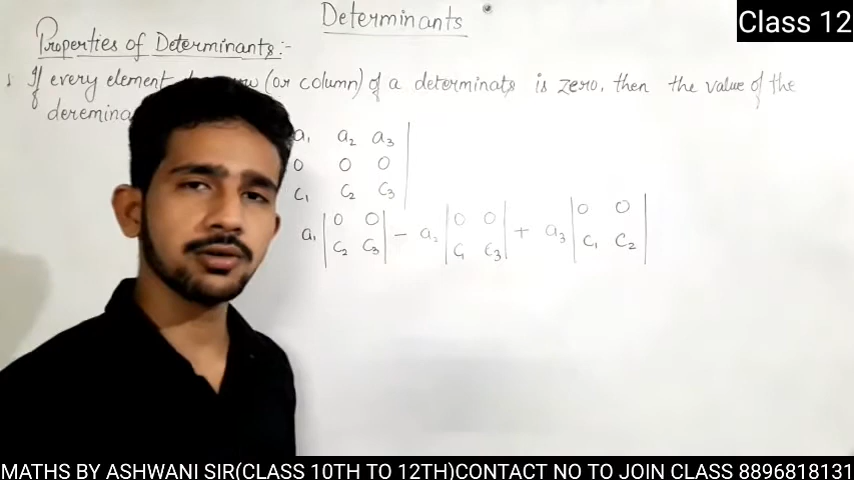 Determinants
Class 12
Properties of Determinants:-
If every element (or column) of a determinats is zero, then the value of the
a₁ a₂ a₃
0 0 0
c₁ c₂ c₃
a₁ |0 0| - a₂ |0 0| + a₃ |0 0|
|c₂ c₃| |c₁ c₃| |c₁ c₂|
MATHS BY ASHWANI SIR(CLASS 10TH TO 12TH)CONTACT NO TO JOIN CLASS 8896818131